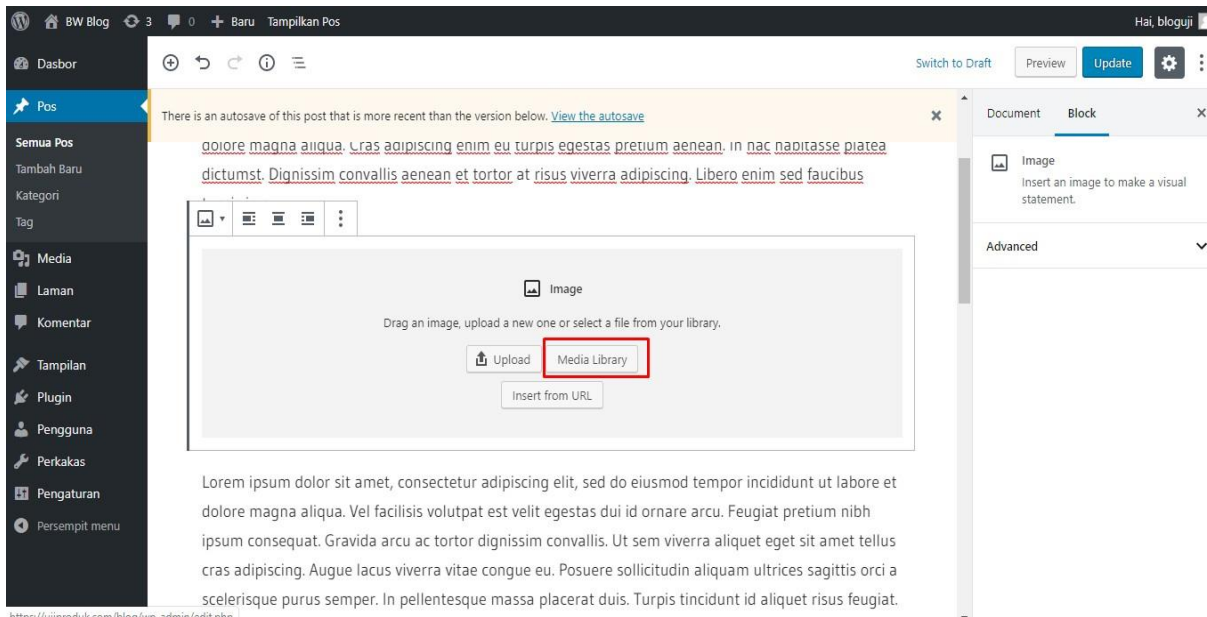 BW Blog 3 0 + Baru Tampilkan Pos Hai, bloguji
Dasbor
Pos
Semua Pos
Tambah Baru
Kategori
Tag
Media
Laman
Komentar
Tampilan
Plugin
Pengguna
Perkakas
Pengaturan
Persempit menu
Switch to Draft Preview Update
There is an autosave of this post that is more recent than the version below. View the autosave
dolore magna aliqua. Cras adipiscing enim eu turpis egestas pretium aenean. In hac habitasse platea
dictumst. Dignissim convallis aenean et tortor at risus viverra adipiscing. Libero enim sed faucibus
Image
Drag an image, upload a new one or select a file from your library.
Upload Media Library
Insert from URL
Lorem ipsum dolor sit amet, consectetur adipiscing elit, sed do eiusmod tempor incididunt ut labore et
dolore magna aliqua. Vel facilisis volutpat est velit egestas dui id ornare arcu. Feugiat pretium nibh
ipsum consequat. Gravida arcu ac tortor dignissim convallis. Ut sem viverra aliquet eget sit amet tellus
cras adipiscing. Augue lacus viverra vitae congue eu. Posuere sollicitudin aliquam ultrices sagittis orci a
scelerisque purus semper. In pellentesque massa placerat duis. Turpis tincidunt id aliquet risus feugiat.
Document Block
Image
Insert an image to make a visual
statement.
Advanced